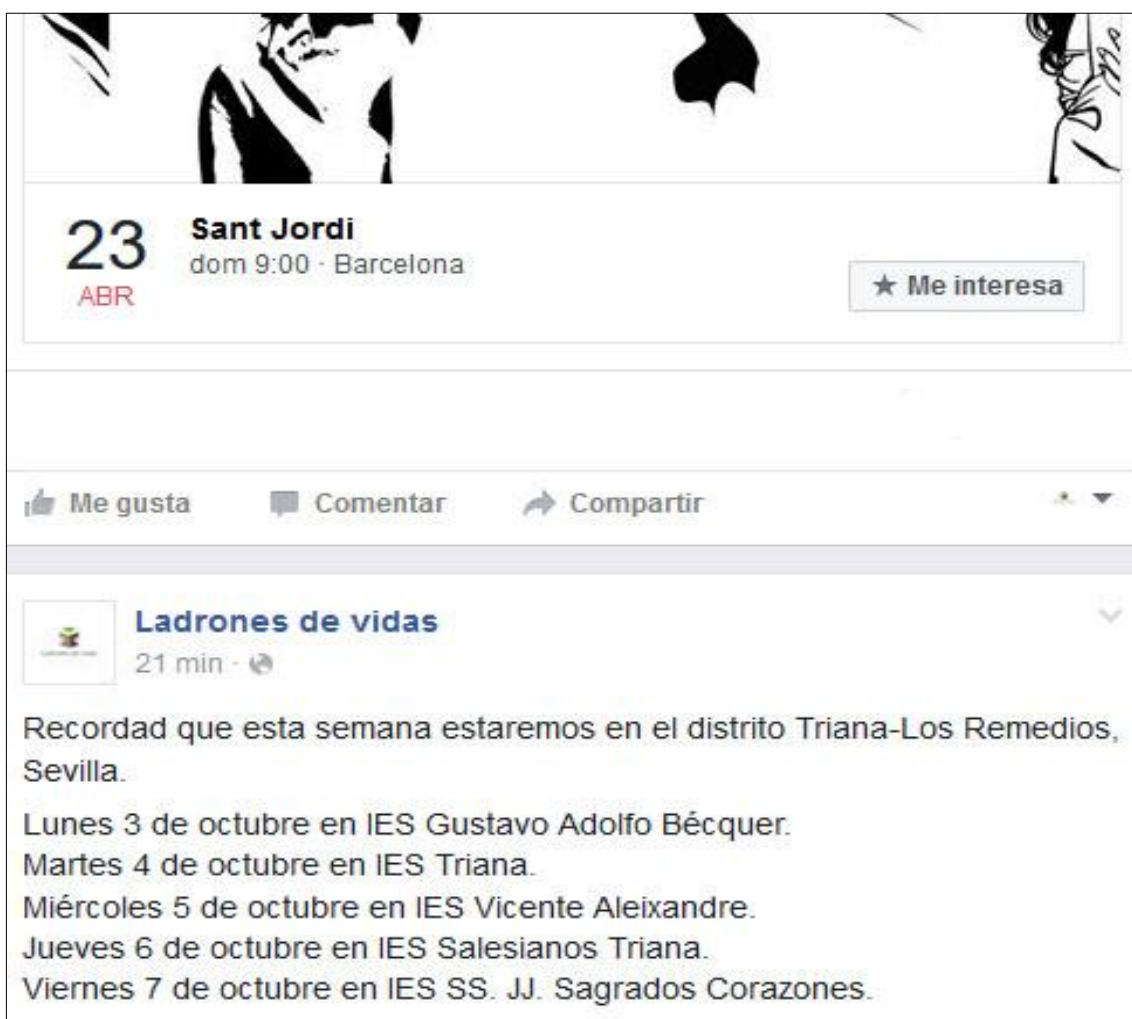 23
ABR
Sant Jordi
dom 9:00 · Barcelona
Me interesa
Me gusta
Comentar
Compartir
Ladrones de vidas
21 min ·
Recordad que esta semana estaremos en el distrito Triana-Los Remedios,
Sevilla.
Lunes 3 de octubre en IES Gustavo Adolfo Bécquer.
Martes 4 de octubre en IES Triana.
Miércoles 5 de octubre en IES Vicente Aleixandre.
Jueves 6 de octubre en IES Salesianos Triana.
Viernes 7 de octubre en IES SS. JJ. Sagrados Corazones.